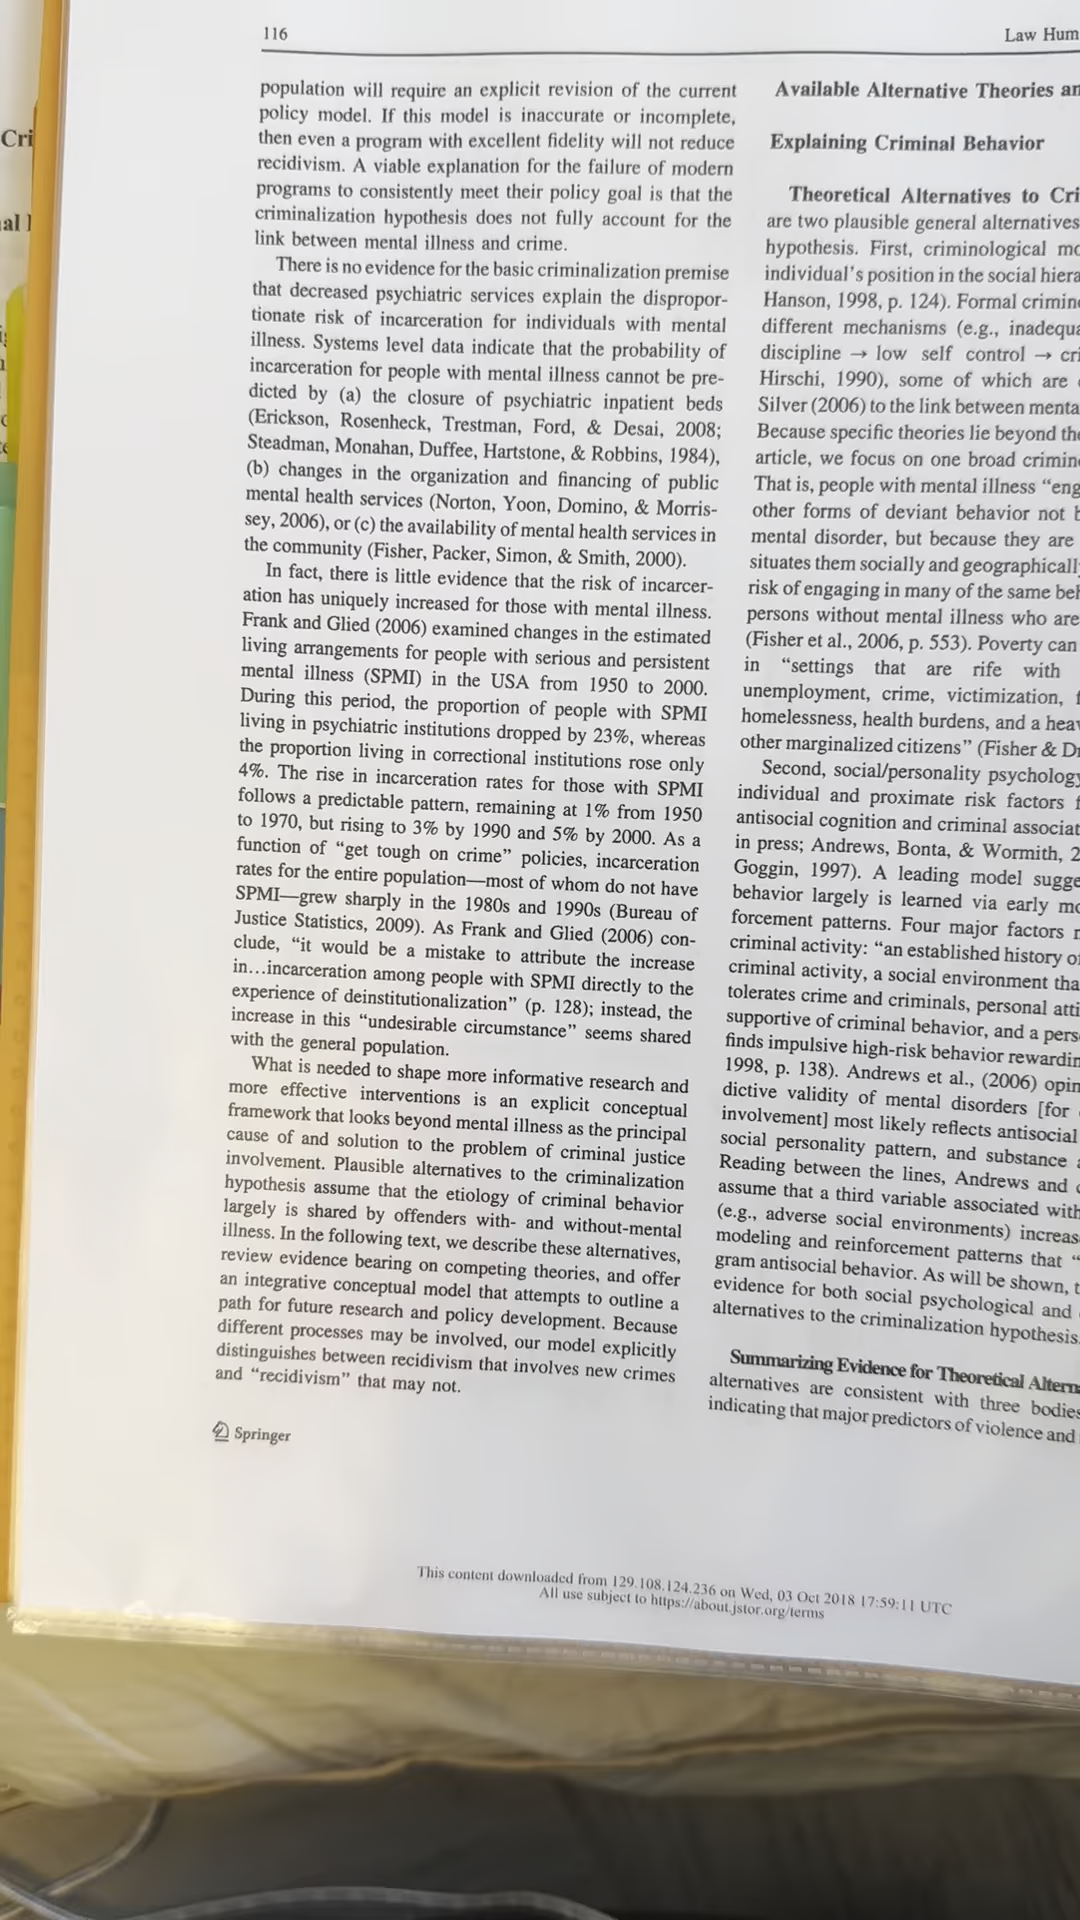 116
Law Hum
population will require an explicit revision of the current
policy model. If this model is inaccurate or incomplete,
then even a program with excellent fidelity will not reduce
recidivism. A viable explanation for the failure of modern
programs to consistently meet their policy goal is that the
criminalization hypothesis does not fully account for the
link between mental illness and crime.
There is no evidence for the basic criminalization premise
that decreased psychiatric services explain the dispropor-
tionate risk of incarceration for individuals with mental
illness. Systems level data indicate that the probability of
incarceration for people with mental illness cannot be pre-
dicted by (a) the closure of psychiatric inpatient beds
(Erickson, Rosenheck, Trestman, Ford, & Desai, 2008;
Steadman, Monahan, Duffee, Hartstone, & Robbins, 1984),
(b) changes in the organization and financing of public
mental health services (Norton, Yoon, Domino, & Morris-
sey, 2006), or (c) the availability of mental health services in
the community (Fisher, Packer, Simon, & Smith, 2000).
In fact, there is little evidence that the risk of incarcer-
ation has uniquely increased for those with mental illness.
Frank and Glied (2006) examined changes in the estimated
living arrangements for people with serious and persistent
mental illness (SPMI) in the USA from 1950 to 2000.
During this period, the proportion of people with SPMI
living in psychiatric institutions dropped by 23%, whereas
the proportion living in correctional institutions rose only
4%. The rise in incarceration rates for those with SPMI
follows a predictable pattern, remaining at 1% from 1950
to 1970, but rising to 3% by 1990 and 5% by 2000. As a
function of “get tough on crime” policies, incarceration
rates for the entire population—most of whom do not have
SPMI—grew sharply in the 1980s and 1990s (Bureau of
Justice Statistics, 2009). As Frank and Glied (2006) con-
clude, “it would be a mistake to attribute the increase
in…incarceration among people with SPMI directly to the
experience of deinstitutionalization” (p. 128); instead, the
increase in this “undesirable circumstance” seems shared
with the general population.
What is needed to shape more informative research and
more effective interventions is an explicit conceptual
framework that looks beyond mental illness as the principal
cause of and solution to the problem of criminal justice
involvement. Plausible alternatives to the criminalization
hypothesis assume that the etiology of criminal behavior
largely is shared by offenders with- and without-mental
illness. In the following text, we describe these alternatives,
review evidence bearing on competing theories, and offer
an integrative conceptual model that attempts to outline a
path for future research and policy development. Because
different processes may be involved, our model explicitly
distinguishes between recidivism that involves new crimes
and “recidivism” that may not.
Springer
Available Alternative Theories an
Explaining Criminal Behavior
Theoretical Alternatives to Cri
are two plausible general alternatives
hypothesis. First, criminological mo
individual’s position in the social hiera
Hanson, 1998, p. 124). Formal crimino
different mechanisms (e.g., inadequa
discipline → low self control → cri
Hirschi, 1990), some of which are
Silver (2006) to the link between menta
Because specific theories lie beyond the
article, we focus on one broad crimino
That is, people with mental illness “eng
other forms of deviant behavior not b
mental disorder, but because they are
situates them socially and geographically
risk of engaging in many of the same beh
persons without mental illness who are
(Fisher et al., 2006, p. 553). Poverty can
in “settings that are rife with
unemployment, crime, victimization, f
homelessness, health burdens, and a heav
other marginalized citizens” (Fisher & Dr
Second, social/personality psychology
individual and proximate risk factors f
antisocial cognition and criminal associat
in press; Andrews, Bonta, & Wormith, 2
Goggin, 1997). A leading model sugge
behavior largely is learned via early mo
forcement patterns. Four major factors
criminal activity: “an established history of
criminal activity, a social environment tha
tolerates crime and criminals, personal atti
supportive of criminal behavior, and a pers
finds impulsive high-risk behavior rewardin
1998, p. 138). Andrews et al., (2006) opin
dictive validity of mental disorders [for
involvement] most likely reflects antisocial
social personality pattern, and substance a
Reading between the lines, Andrews and
assume that a third variable associated with
(e.g., adverse social environments) increas
modeling and reinforcement patterns that “
gram antisocial behavior. As will be shown, t
evidence for both social psychological and
alternatives to the criminalization hypothesis.
Summarizing Evidence for Theoretical Altern
alternatives are consistent with three bodies
indicating that major predictors of violence and
This content downloaded from 129.108.124.236 on Wed, 03 Oct 2018 17:59:11 UTC
All use subject to https://about.jstor.org/terms
Cri